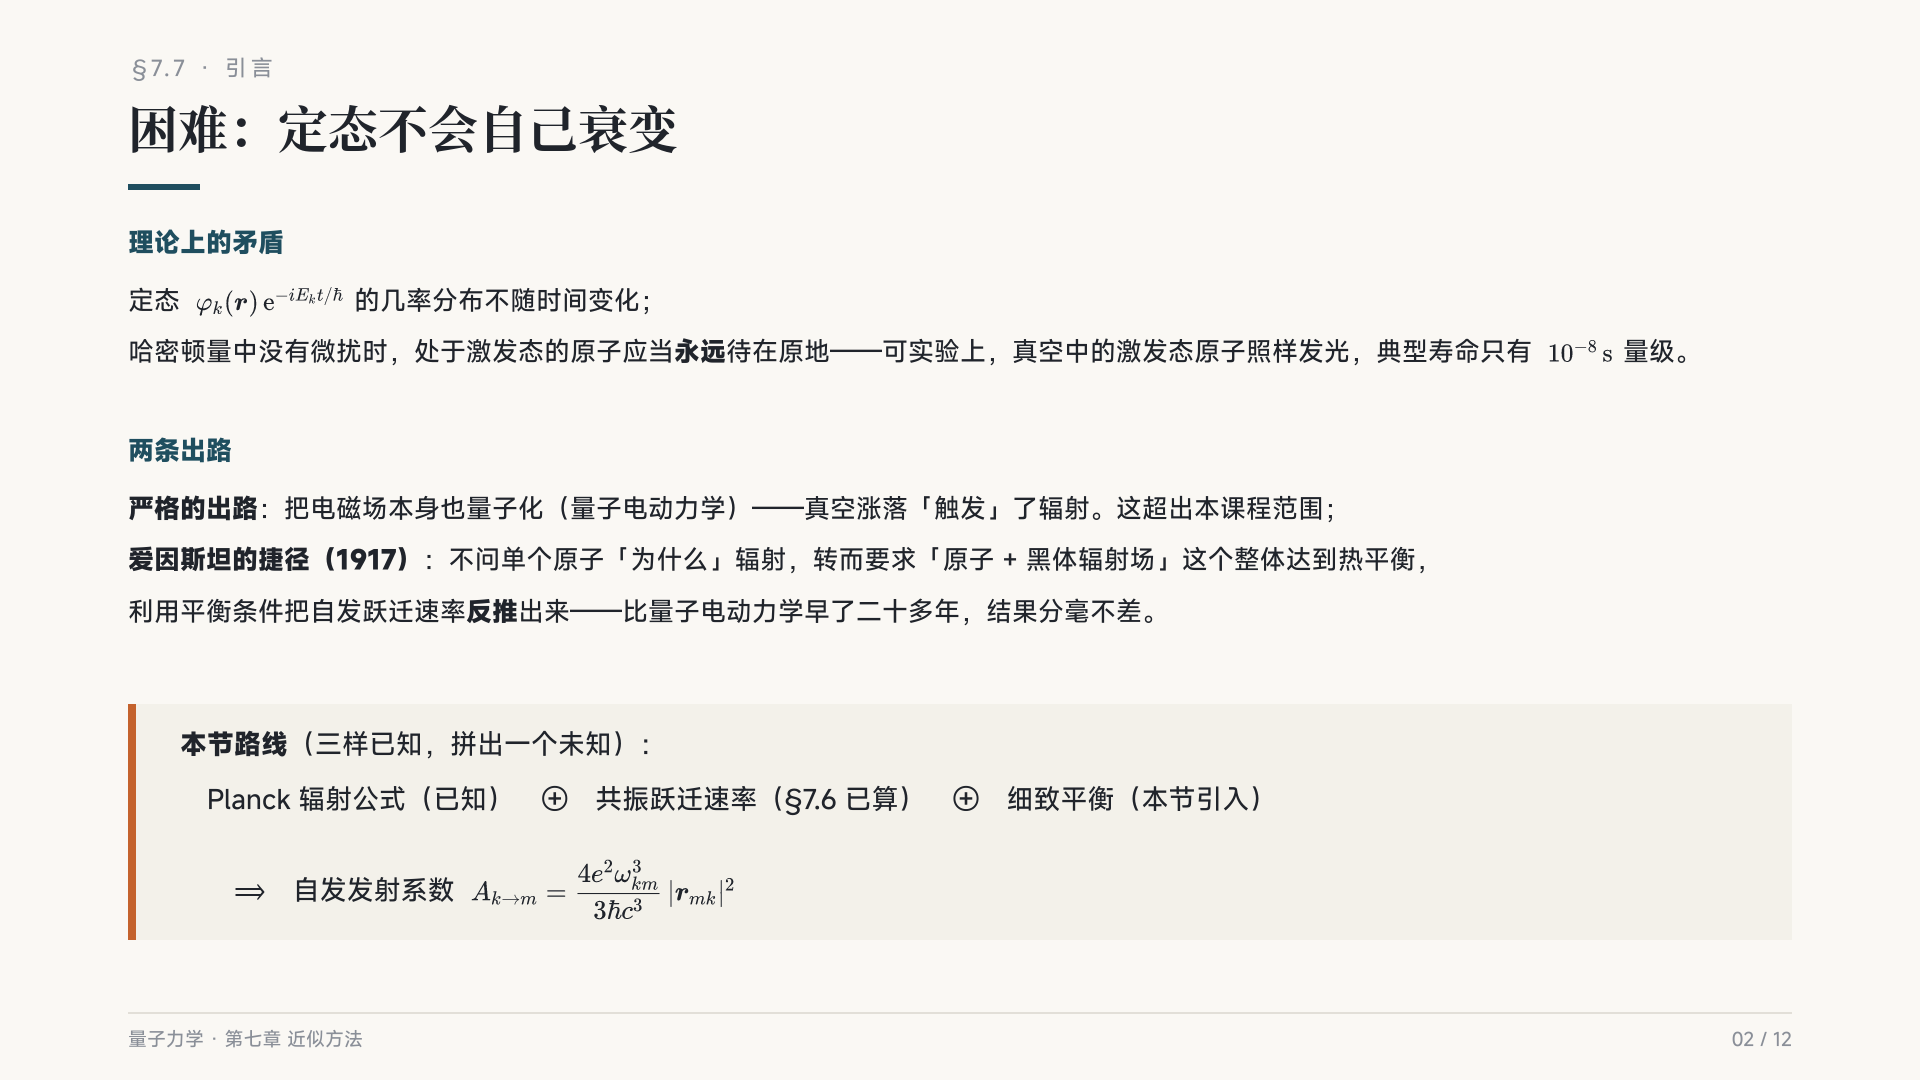 §7.7 · 引言
困难：定态不会自己衰变
理论上的矛盾
定态 $\varphi_k(\boldsymbol{r})\,\mathrm{e}^{-iE_kt/\hbar}$ 的几率分布不随时间变化；
哈密顿量中没有微扰时，处于激发态的原子应当永远待在原地——可实验上，真空中的激发态原子照样发光，典型寿命只有 $10^{-8}\,\mathrm{s}$ 量级。
两条出路
严格的出路：把电磁场本身也量子化（量子电动力学）——真空涨落「触发」了辐射。这超出本课程范围；
爱因斯坦的捷径（1917）：不问单个原子「为什么」辐射，转而要求「原子 + 黑体辐射场」这个整体达到热平衡，
利用平衡条件把自发跃迁速率反推出来——比量子电动力学早了二十多年，结果分毫不差。
本节路线（三样已知，拼出一个未知）：
Planck 辐射公式（已知） ⊕ 共振跃迁速率（§7.6 已算） ⊕ 细致平衡（本节引入）
⟹ 自发发射系数 $A_{k\to m} = \dfrac{4e^2\omega_{km}^3}{3\hbar c^3}\,|\boldsymbol{r}_{mk}|^2$
量子力学 · 第七章 近似方法
02 / 12